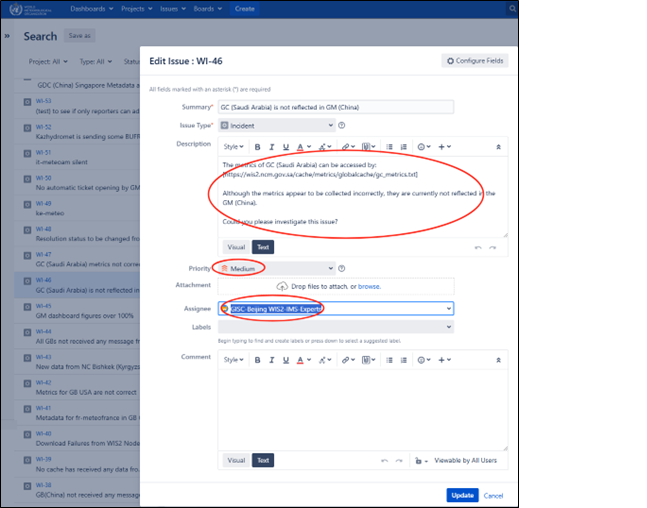 WORLD METEOROLOGICAL ORGANIZATION
Dashboards Projects Issues Boards Create
Search Save as
Project: All Type: All Status
GDC (China) Singapore Metadata a
WI-53
(test) to see if only reporters can ad
WI-52
Kazhydromet is sending some BUFR
WI-51
it-meteoam silent
WI-50
No automatic ticket opening by GM
WI-49
ke-meteo
WI-48
Resolution status to be changed from
WI-47
GC (Saudi Arabia) metrics not correc
WI-46
GC (Saudi Arabia) is not reflected in
WI-45
GM dashboard figures over 100%
WI-44
All GBs not received any message f
WI-43
New data from NC Bishkek (Kyrgyzs
WI-42
Metrics for GB USA are not correct
WI-41
Metadata for fr-meteofrance in GB
WI-40
Download Failures from WIS2 Node
WI-39
No cache has received any data fro
WI-38
GB(China) not received any message
Edit Issue : WI-46
Configure Fields
All fields marked with an asterisk (*) are required
Summary* GC (Saudi Arabia) is not reflected in GM (China)
Issue Type* Incident
Description
Style B I U A
The metrics of GC (Saudi Arabia) can be accessed by:
[https://wis2.ncm.gov.sa/cache/metrics/globalcache/gc_metrics.txt]
Although the metrics appear to be collected incorrectly, they are currently not reflected in the
GM (China).
Could you please investigate this issue?
Visual Text
Priority Medium
Attachment Drop files to attach, or browse.
Assignee GISC-Beijing WIS2-IMS-Experts
Labels
Begin typing to find and create labels or press down to select a suggested label.
Comment
Style B I U A
Visual Text
Viewable by All Users
Update Cancel